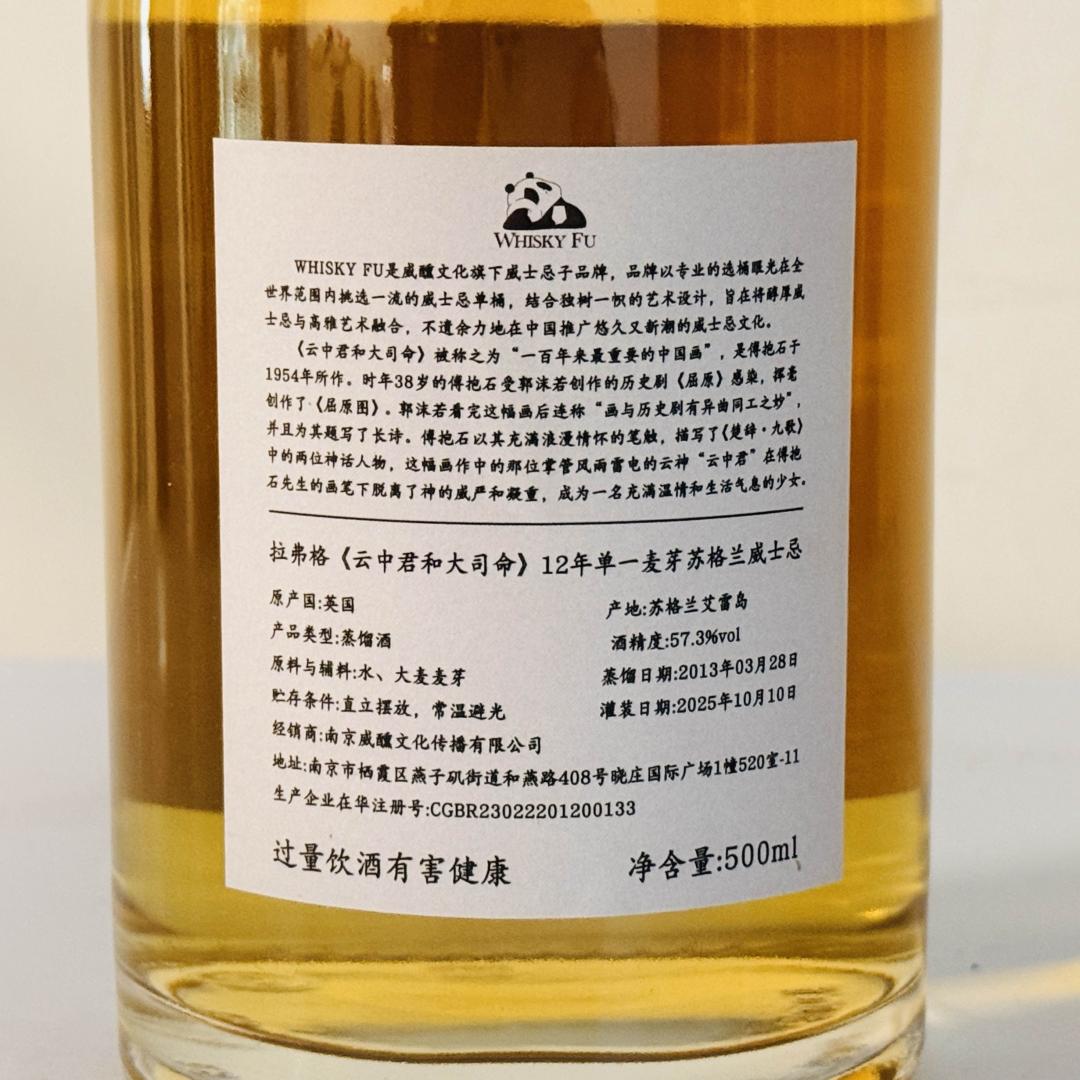 WHISKY FU
WHISKY FU是威醺文化旗下威士忌子品牌，品牌以专业的选桶眼光在全
世界范围内挑选一流的威士忌单桶，结合独树一帜的艺术设计，旨在将醇厚威
士忌与高雅艺术融合，不遗余力地在中国推广悠久又新潮的威士忌文化。
《云中君和大司命》被称之为“一百年来最重要的中国画”，是傅抱石于
1954年所作。时年38岁的傅抱石受郭沫若创作的历史剧《屈原》感染，挥毫
创作了《屈原图》。郭沫若看完这幅画后连称“画与历史剧有异曲同工之妙”，
并且为其题写了长诗。傅抱石以其充满浪漫情怀的笔触，描写了《楚辞·九歌》
中的两位神话人物，这幅画作中的那位掌管风雨雷电的云神“云中君”在傅抱
石先生的画笔下脱离了神的威严和凝重，成为一名充满温情和生活气息的少女。
拉弗格《云中君和大司命》12年单一麦芽苏格兰威士忌
原产国:英国 产地:苏格兰艾雷岛
产品类型:蒸馏酒 酒精度:57.3%vol
原料与辅料:水、大麦麦芽 蒸馏日期:2013年03月28日
贮存条件:直立摆放，常温避光 灌装日期:2025年10月10日
经销商:南京威醺文化传播有限公司
地址:南京市栖霞区燕子矶街道和燕路408号晓庄国际广场1幢520室-11
生产企业在华注册号:CGBR23022201200133
过量饮酒有害健康 净含量:500ml